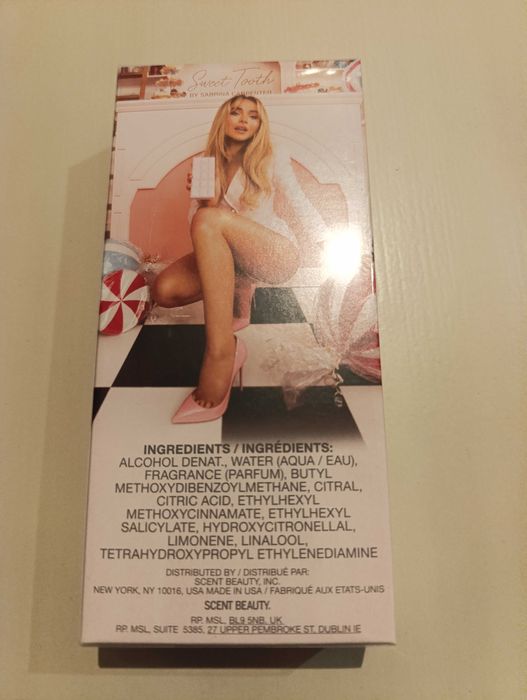 Sweet Tooth
BY SABRINA CARPENTER
INGREDIENTS / INGRÉDIENTS:
ALCOHOL DENAT., WATER (AQUA / EAU),
FRAGRANCE (PARFUM), BUTYL
METHOXYDIBENZOYLMETHANE, CITRAL,
CITRIC ACID, ETHYLHEXYL
METHOXYCINNAMATE, ETHYLHEXYL
SALICYLATE, HYDROXYCITRONELLAL,
LIMONENE, LINALOOL,
TETRAHYDROXYPROPYL ETHYLENEDIAMINE
DISTRIBUTED BY / DISTRIBUÉ PAR:
SCENT BEAUTY, INC.
NEW YORK, NY 10016, USA MADE IN USA / FABRIQUÉ AUX ETATS-UNIS
SCENT BEAUTY.
RP. MSL, BL9 5NB, UK
RP. MSL, SUITE 5385, 27 UPPER PEMBROKE ST. DUBLIN IE